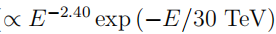 ∝ E^{−2.40} exp (−E/30 TeV)